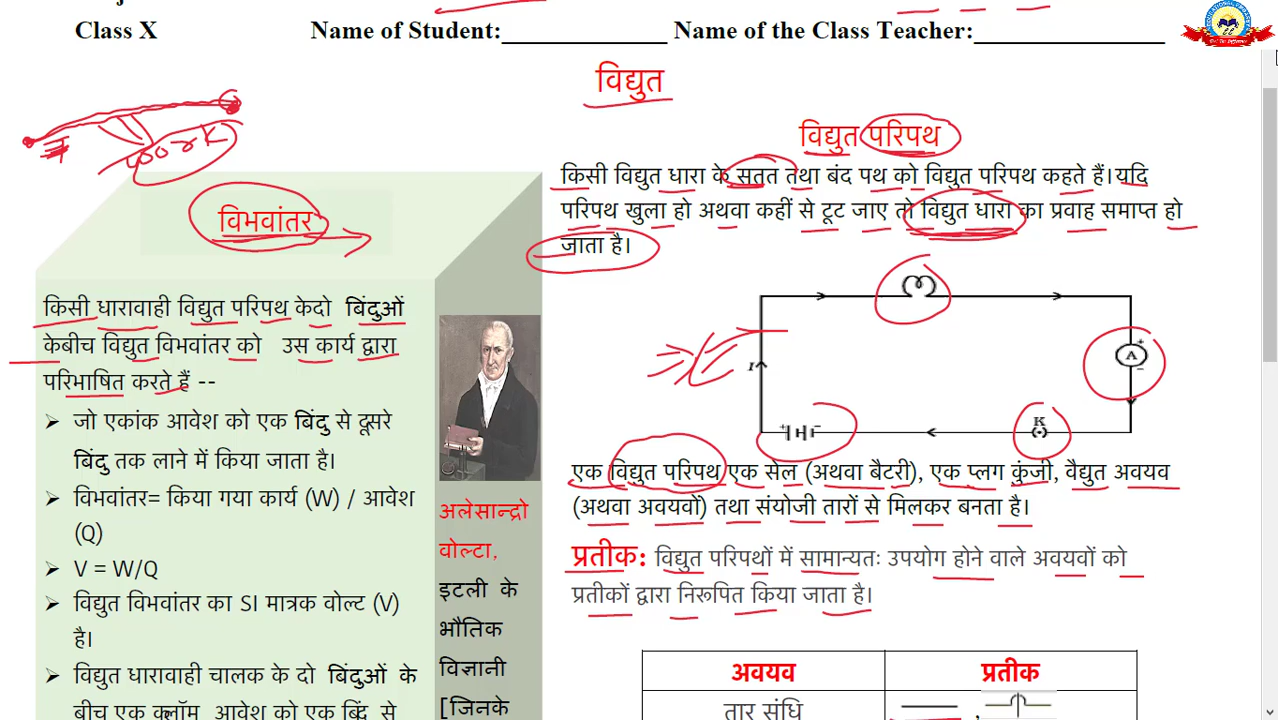 Class X Name of Student:____________ Name of the Class Teacher:______________
विद्युत
विद्युत परिपथ
किसी विद्युत धारा के सतत तथा बंद पथ को विद्युत परिपथ कहते हैं।यदि
परिपथ खुला हो अथवा कहीं से टूट जाए तो विद्युत धारा का प्रवाह समाप्त हो
जाता है।
I
A
+
−
K
+
−
एक विद्युत परिपथ एक सेल (अथवा बैटरी), एक प्लग कुंजी, वैद्युत अवयव
(अथवा अवयवों) तथा संयोजी तारों से मिलकर बनता है।
प्रतीक: विद्युत परिपथों में सामान्यतः उपयोग होने वाले अवयवों को
प्रतीकों द्वारा निरूपित किया जाता है।
अवयव प्रतीक
तार संधि ,
विभवांतर
किसी धारावाही विद्युत परिपथ केदो बिंदुओं
केबीच विद्युत विभवांतर को उस कार्य द्वारा
परिभाषित करते हैं --
➢ जो एकांक आवेश को एक बिंदु से दूसरे
बिंदु तक लाने में किया जाता है।
➢ विभवांतर= किया गया कार्य (W) / आवेश
(Q)
➢ V = W/Q
➢ विद्युत विभवांतर का SI मात्रक वोल्ट (V)
है।
➢ विद्युत धारावाही चालक के दो बिंदुओं के
बीच एक कूलॉम आवेश को एक बिंदु से
अलेसान्द्रो
वोल्टा,
इटली के
भौतिक
विज्ञानी
[जिनके